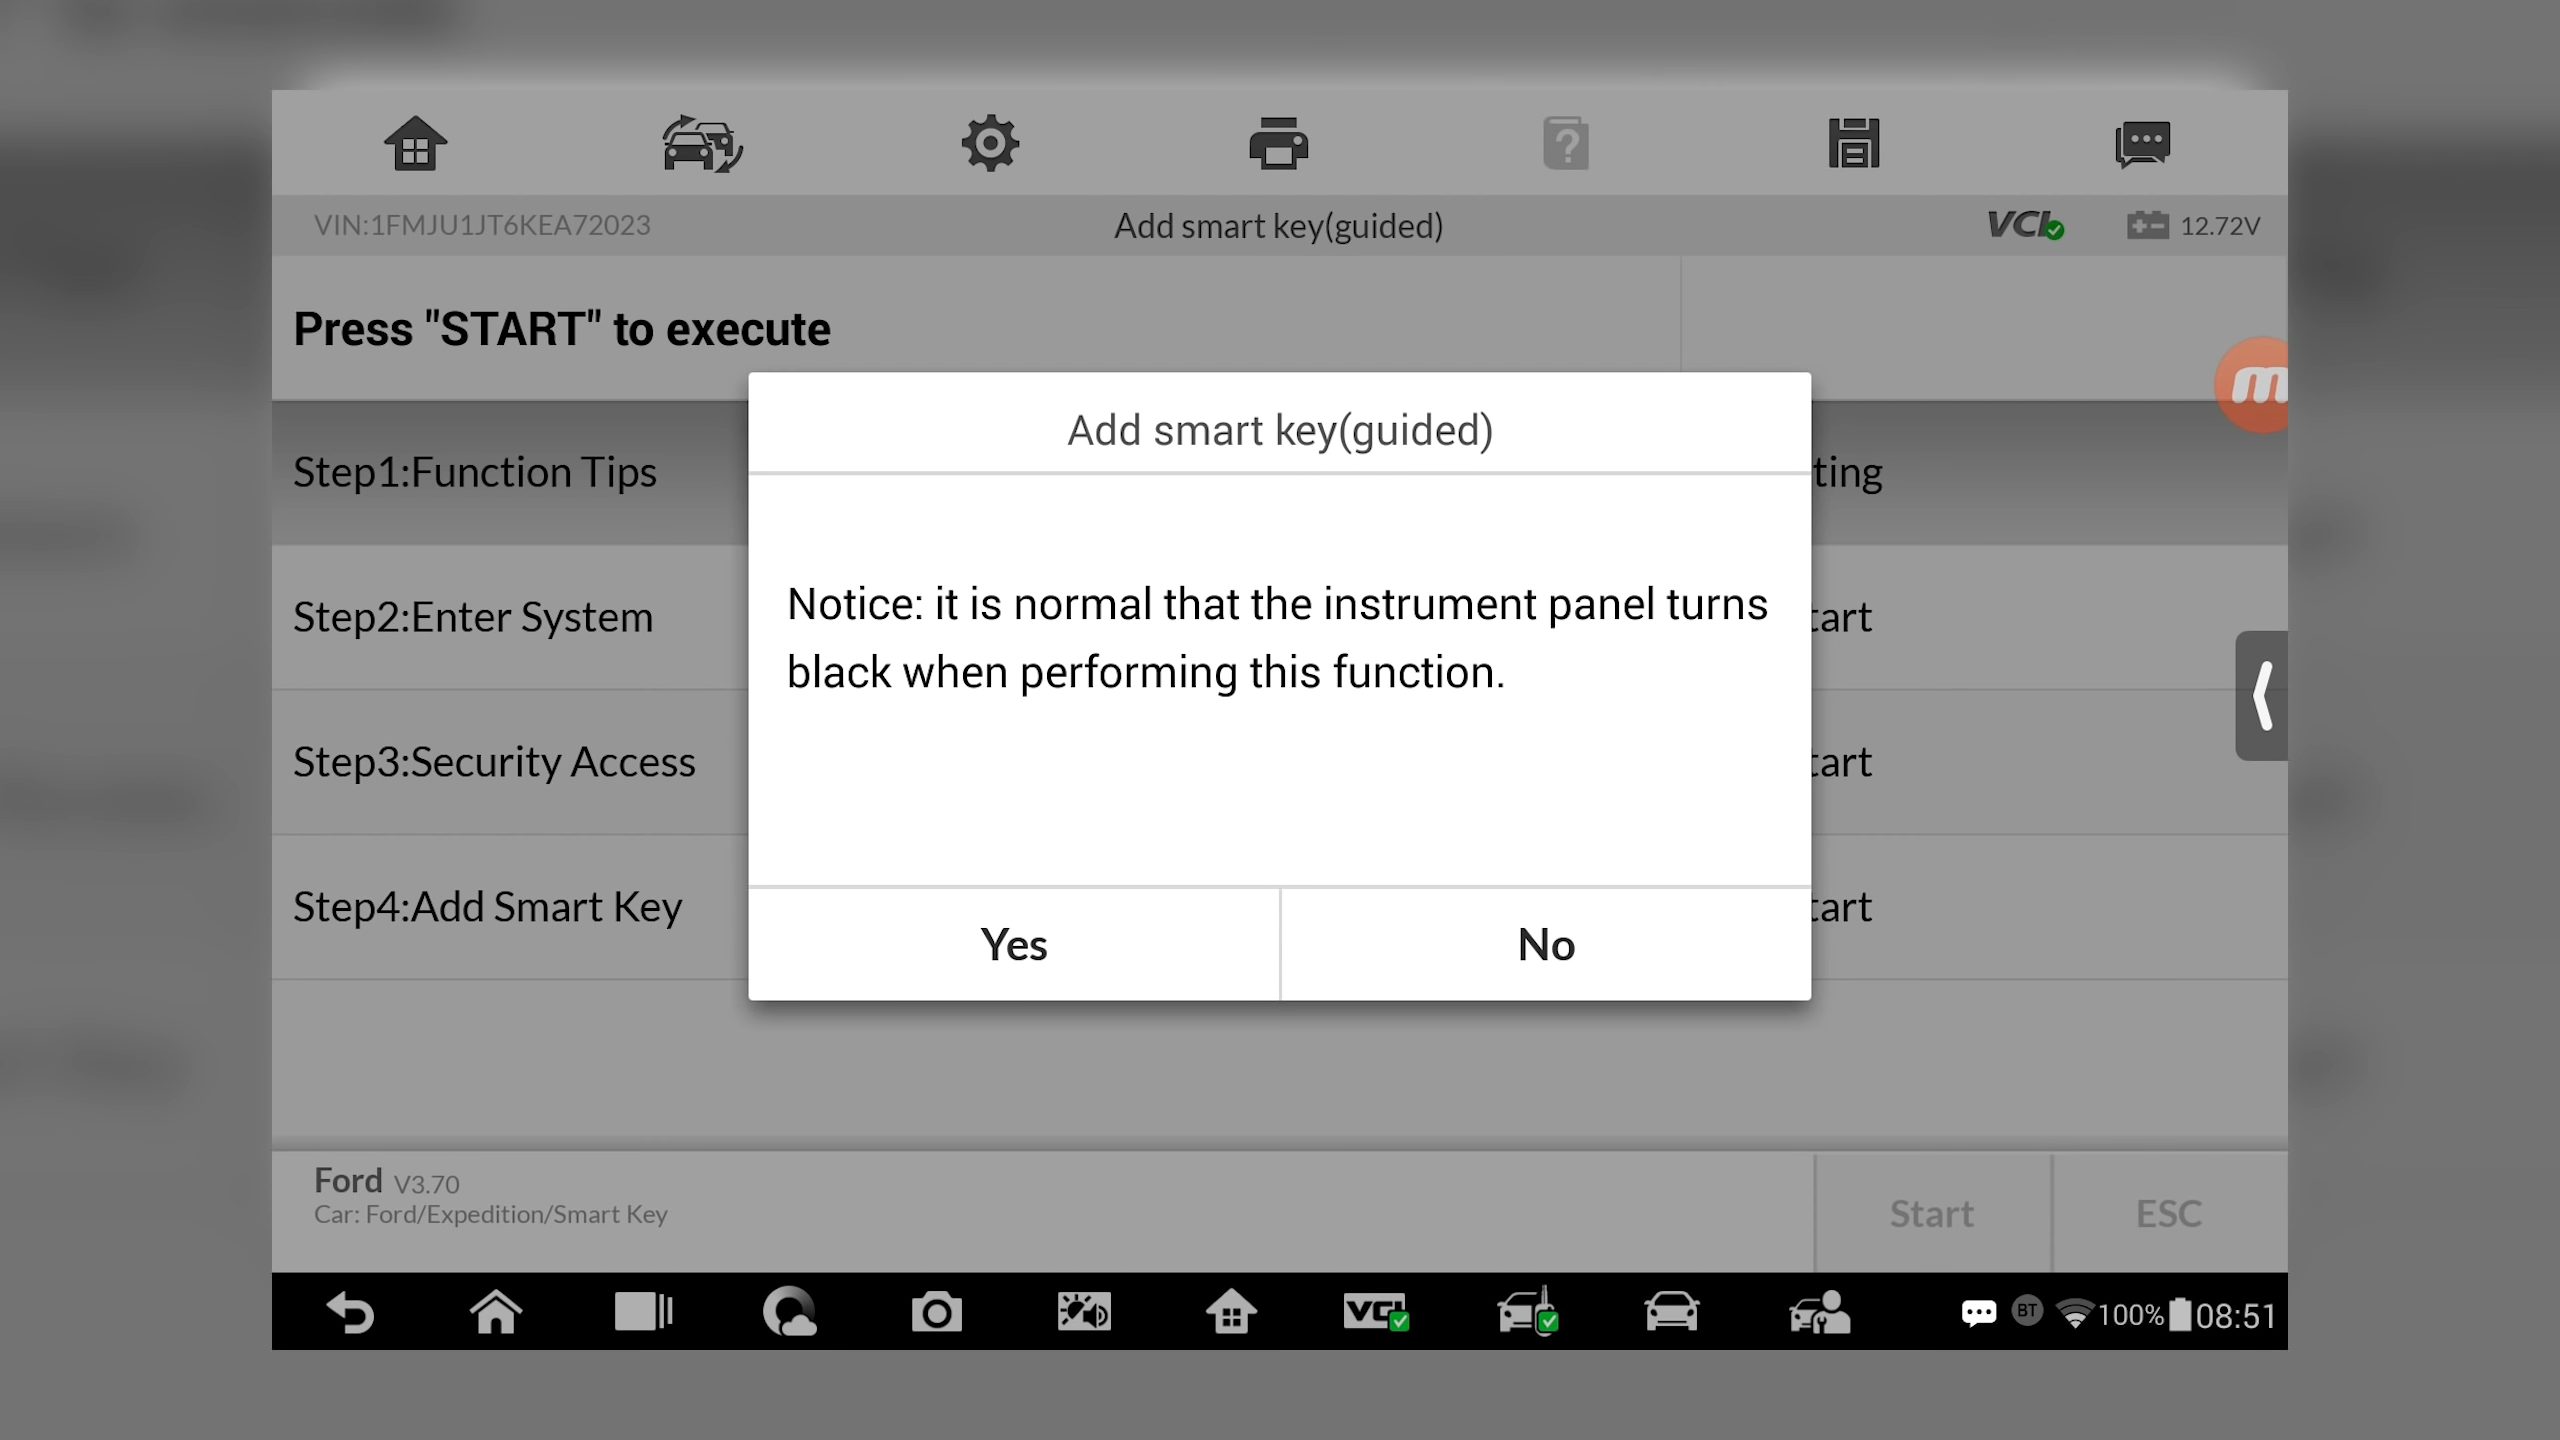 VIN:1FMJU1JT6KEA72023
Add smart key(guided)
VCI
12.72V
Press "START" to execute
Step1:Function Tips
ting
Step2:Enter System
tart
Step3:Security Access
tart
Step4:Add Smart Key
tart
Add smart key(guided)
Notice: it is normal that the instrument panel turns
black when performing this function.
Yes
No
Ford V3.70
Car: Ford/Expedition/Smart Key
Start
ESC
VCI
BT
100%
08:51